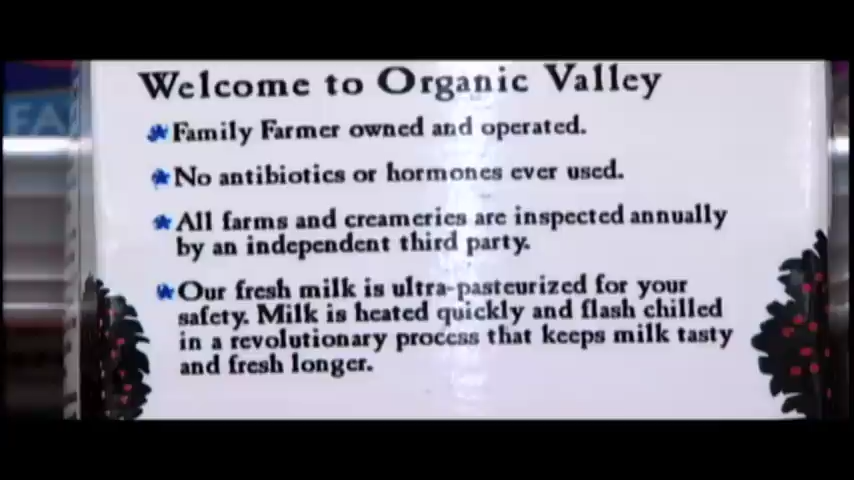 Welcome to Organic Valley
Family Farmer owned and operated.
No antibiotics or hormones ever used.
All farms and creameries are inspected annually
by an independent third party.
Our fresh milk is ultra-pasteurized for your
safety. Milk is heated quickly and flash chilled
in a revolutionary process that keeps milk tasty
and fresh longer.